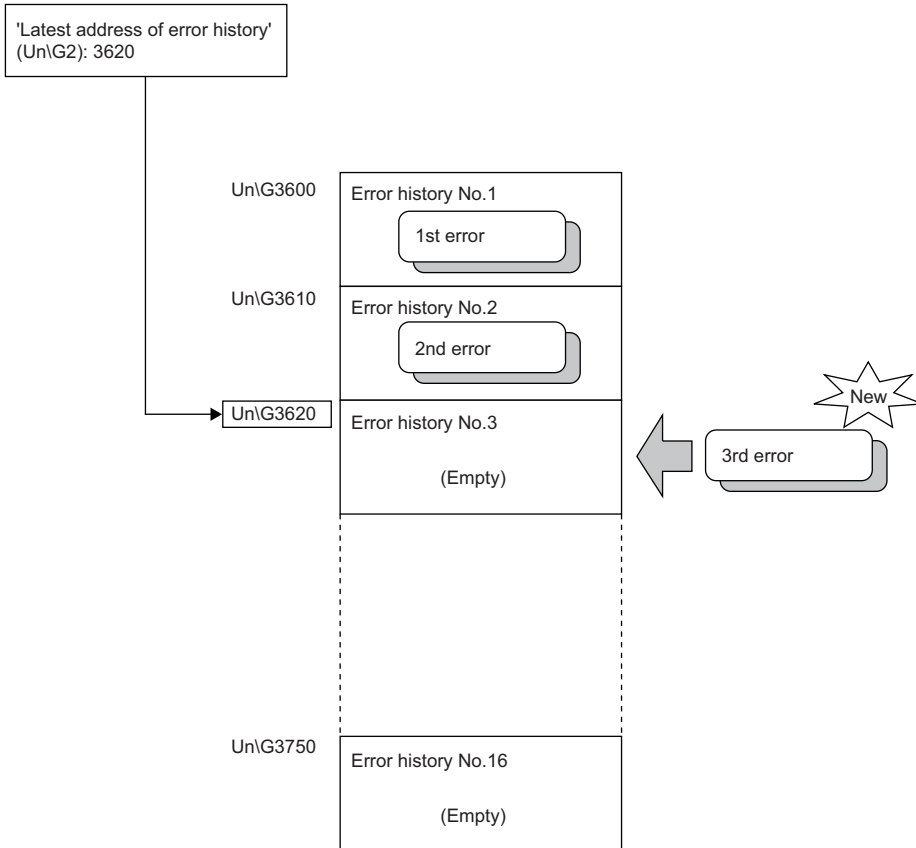 'Latest address of error history'
(Un\G2): 3620
Un\G3600
Error history No.1
1st error
Un\G3610
Error history No.2
2nd error
Un\G3620
Error history No.3
(Empty)
New
3rd error
Un\G3750
Error history No.16
(Empty)